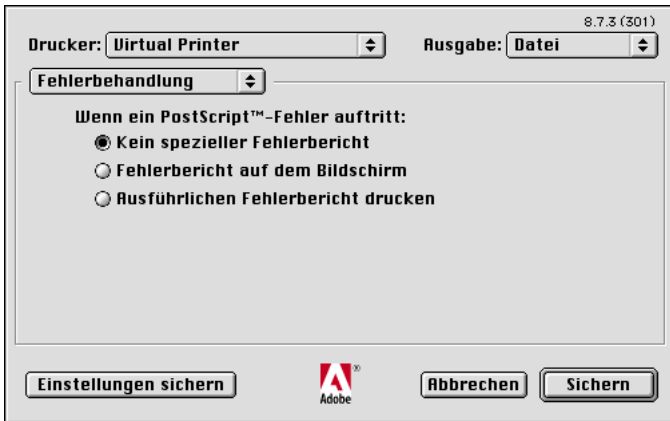 8.7.3 (301)
Drucker: Virtual Printer Ausgabe: Datei
Fehlerbehandlung
Wenn ein PostScript™-Fehler auftritt:
Kein spezieller Fehlerbericht
Fehlerbericht auf dem Bildschirm
Ausführlichen Fehlerbericht drucken
Einstellungen sichern Adobe® Abbrechen Sichern